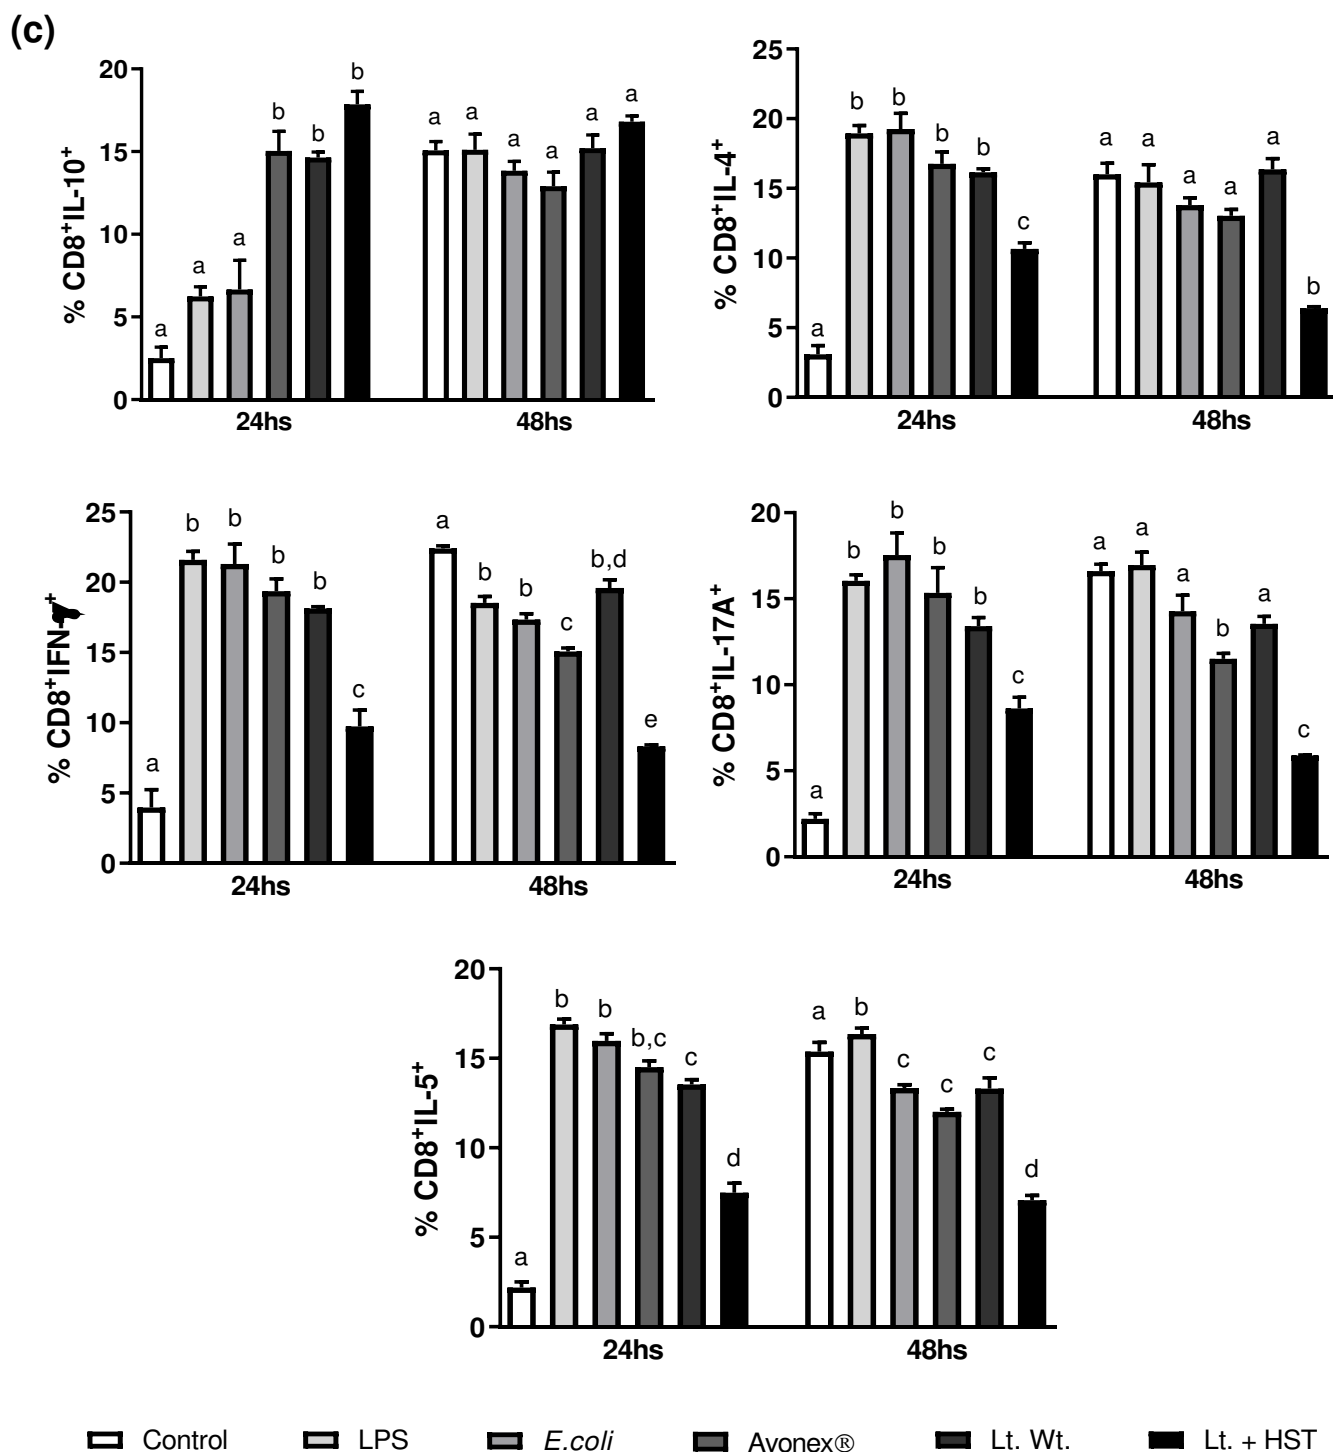 (c)
% CD8+IL-10+
20
15
10
5
0
a a a b b b a a a a a a
24hs 48hs
% CD8+IL-4+
25
20
15
10
5
0
a b b b b c a a a a a b
24hs 48hs
% CD8+IFN-+
25
20
15
10
5
0
a b b b b c a b b c b,d e
24hs 48hs
% CD8+IL-17A+
20
15
10
5
0
a b b b b c a a a b a c
24hs 48hs
% CD8+IL-5+
20
15
10
5
0
a b b b,c c d a b c c c d
24hs 48hs
Control LPS E.coli Avonex® Lt. Wt. Lt. + HST